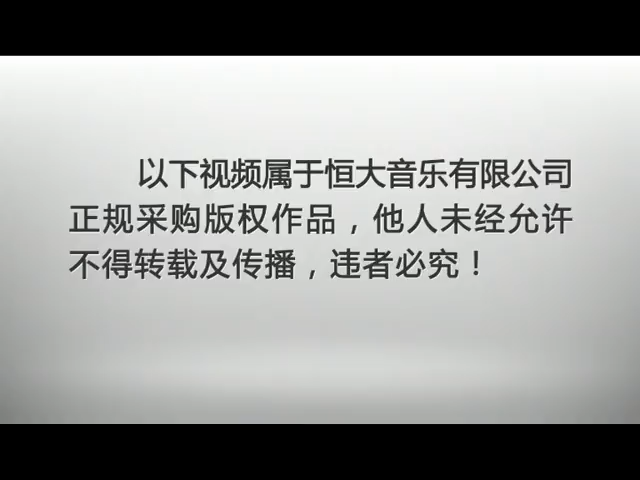 以下视频属于恒大音乐有限公司
正规采购版权作品，他人未经允许
不得转载及传播，违者必究！